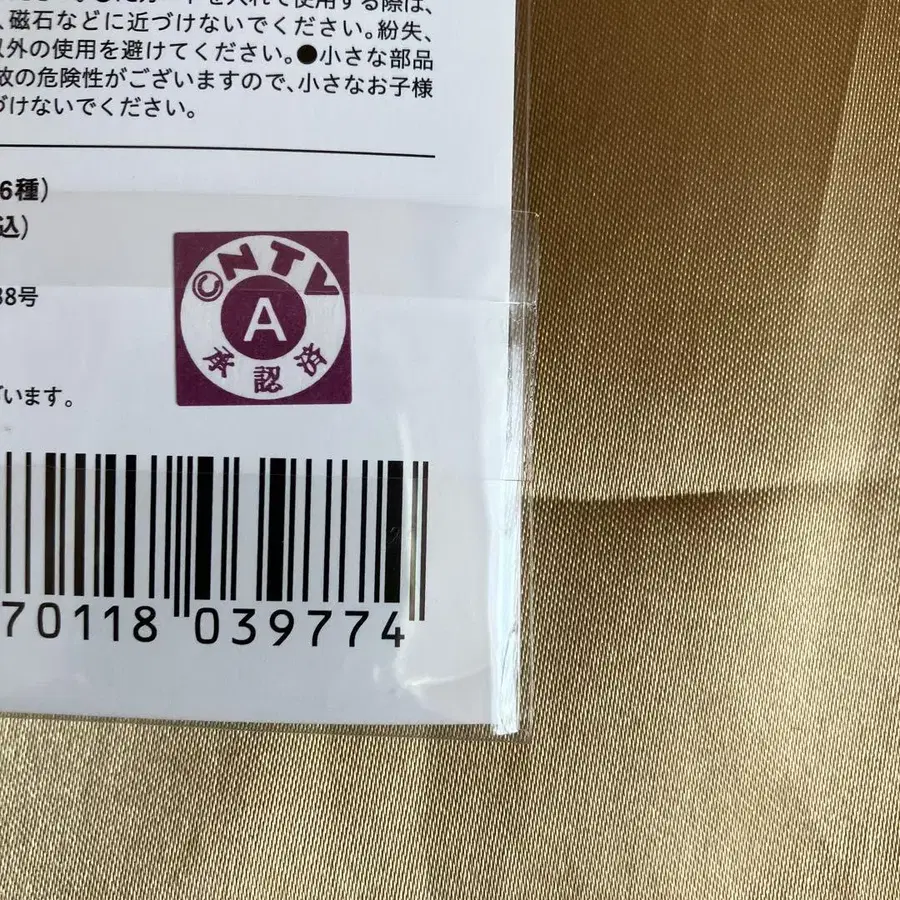 、磁石などに近づけないでください。紛失、
以外の使用を避けてください。●小さな部品
故の危険性がございますので、小さなお子様
づけないでください。
6種)
込)
38号
ざいます。
©NTV
A
承認済
70118 039774